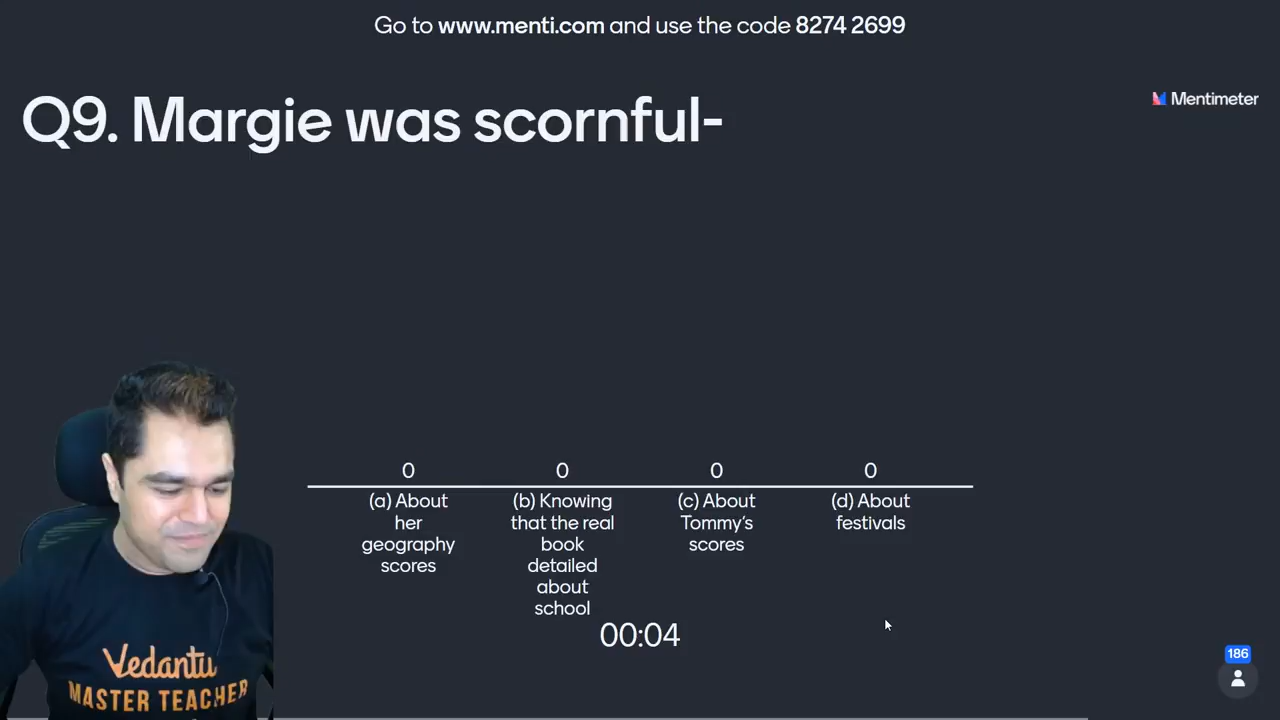 Go to www.menti.com and use the code 8274 2699
Mentimeter
Q9. Margie was scornful-
0
0
0
0
(a) About
her
geography
scores
(b) Knowing
that the real
book
detailed
about
school
(c) About
Tommy's
scores
(d) About
festivals
00:04
186
Vedantu
MASTER TEACHER